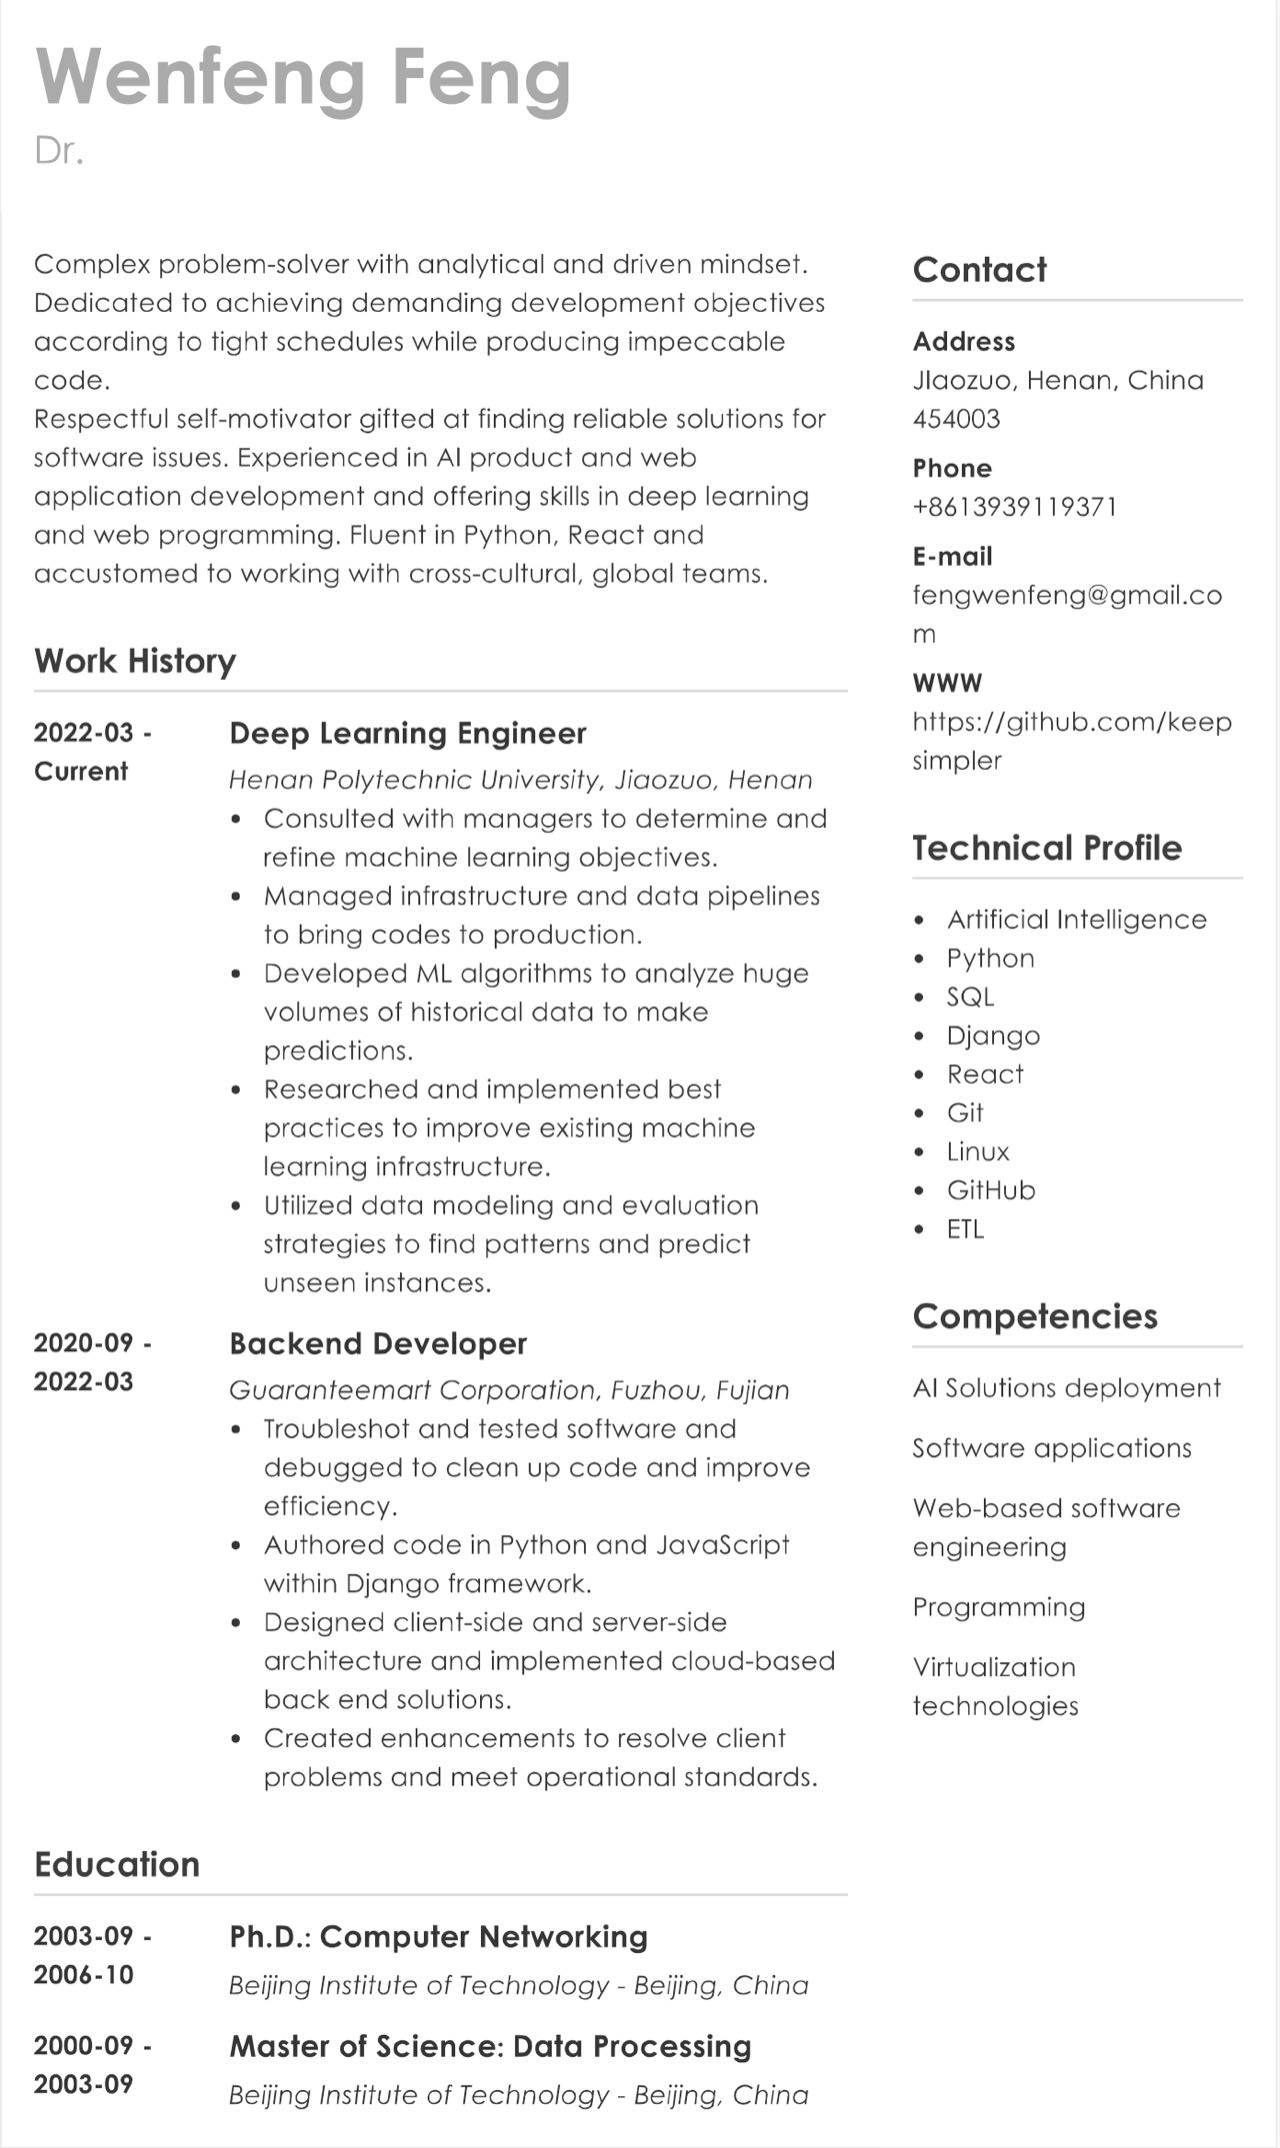 Wenfeng Feng
Dr.
Complex problem-solver with analytical and driven mindset.
Dedicated to achieving demanding development objectives
according to tight schedules while producing impeccable
code.
Respectful self-motivator gifted at finding reliable solutions for
software issues. Experienced in AI product and web
application development and offering skills in deep learning
and web programming. Fluent in Python, React and
accustomed to working with cross-cultural, global teams.
Work History
2022-03 -
Current
Deep Learning Engineer
Henan Polytechnic University, Jiaozuo, Henan
• Consulted with managers to determine and
refine machine learning objectives.
• Managed infrastructure and data pipelines
to bring codes to production.
• Developed ML algorithms to analyze huge
volumes of historical data to make
predictions.
• Researched and implemented best
practices to improve existing machine
learning infrastructure.
• Utilized data modeling and evaluation
strategies to find patterns and predict
unseen instances.
2020-09 -
2022-03
Backend Developer
Guaranteemart Corporation, Fuzhou, Fujian
• Troubleshot and tested software and
debugged to clean up code and improve
efficiency.
• Authored code in Python and JavaScript
within Django framework.
• Designed client-side and server-side
architecture and implemented cloud-based
back end solutions.
• Created enhancements to resolve client
problems and meet operational standards.
Education
2003-09 -
2006-10
Ph.D.: Computer Networking
Beijing Institute of Technology - Beijing, China
2000-09 -
2003-09
Master of Science: Data Processing
Beijing Institute of Technology - Beijing, China
Contact
Address
JIaozuo, Henan, China
454003
Phone
+8613939119371
E-mail
fengwenfeng@gmail.co
m
WWW
https://github.com/keep
simpler
Technical Profile
• Artificial Intelligence
• Python
• SQL
• Django
• React
• Git
• Linux
• GitHub
• ETL
Competencies
AI Solutions deployment
Software applications
Web-based software
engineering
Programming
Virtualization
technologies